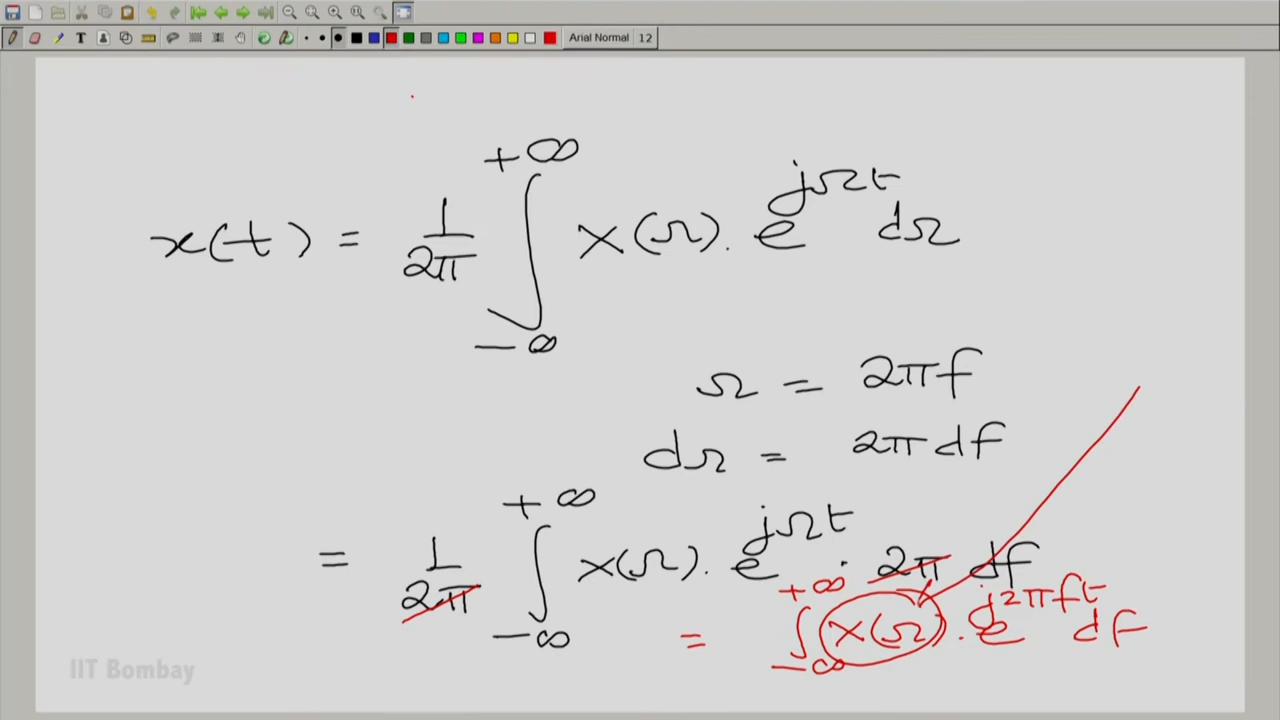 Arial Normal 12
x(t) = 1/2π ∫_{-∞}^{+∞} X(Ω). e^{jΩt} dΩ
Ω = 2πf
dΩ = 2π df
= 1/2π ∫_{-∞}^{+∞} X(Ω). e^{jΩt} . 2π df
= ∫_{-∞}^{+∞} X(Ω) . e^{j2πft} df
IIT Bombay